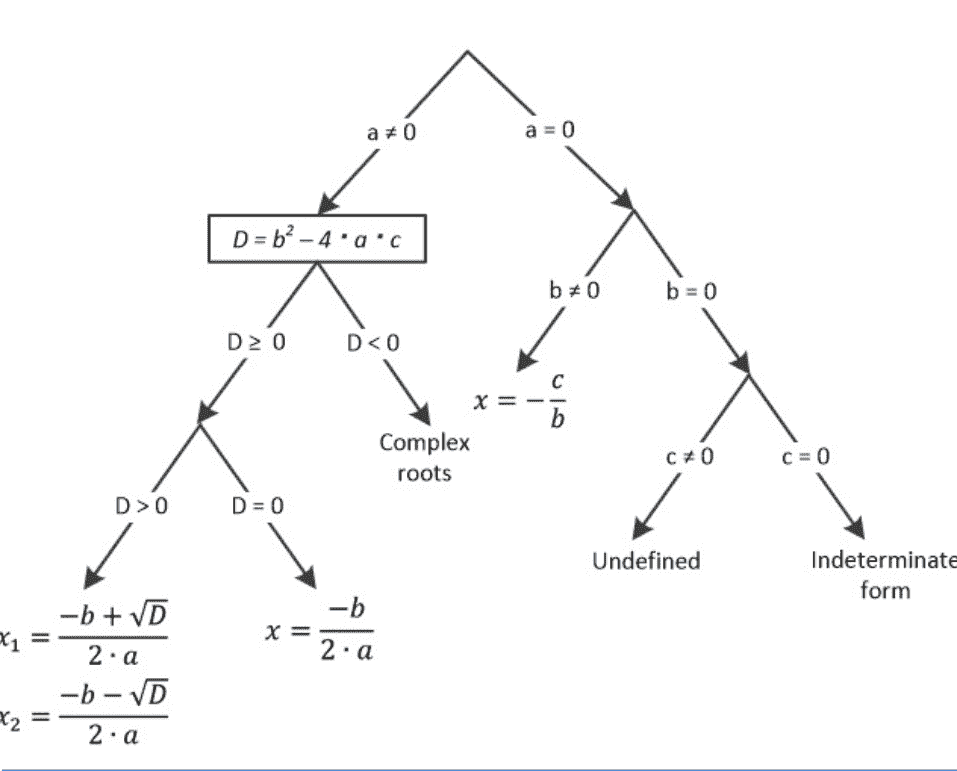 a ≠ 0
a = 0
D = b² – 4 · a · c
b ≠ 0
b = 0
D ≥ 0
D < 0
x = −c/b
Complex
roots
c ≠ 0
c = 0
D > 0
D = 0
Undefined
Indeterminate
form
x₁ = (−b + √D)/(2 · a)
x = −b/(2 · a)
x₂ = (−b − √D)/(2 · a)